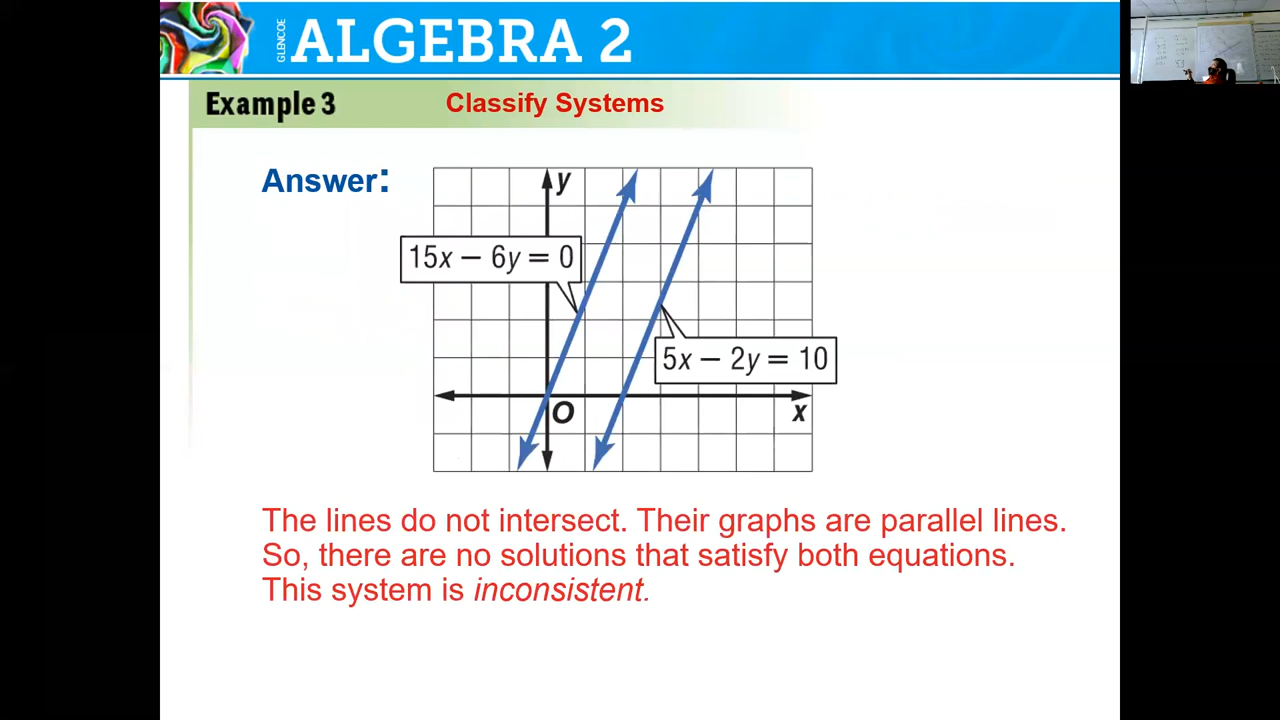 GLENCOE
ALGEBRA 2
Example 3
Classify Systems
Answer:
y
15x − 6y = 0
5x − 2y = 10
O
x
The lines do not intersect. Their graphs are parallel lines.
So, there are no solutions that satisfy both equations.
This system is inconsistent.